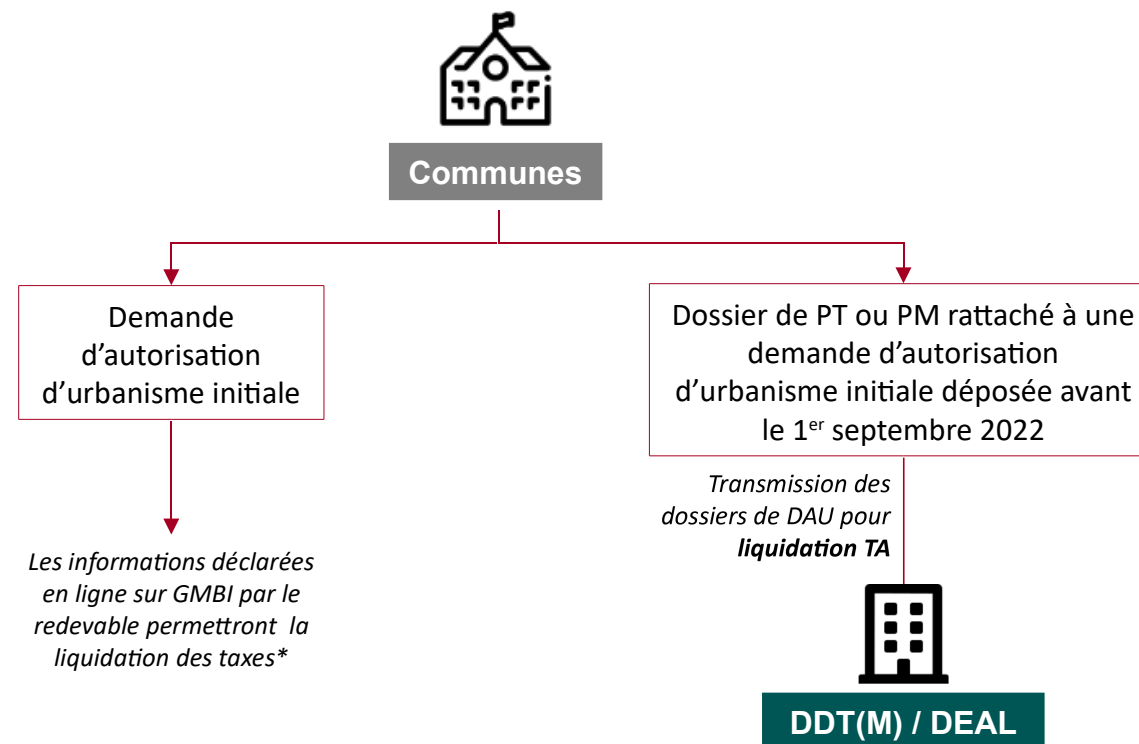 Communes
Demande
d’autorisation
d’urbanisme initiale
Dossier de PT ou PM rattaché à une
demande d’autorisation
d’urbanisme initiale déposée avant
le 1er septembre 2022
Transmission des
dossiers de DAU pour
liquidation TA
Les informations déclarées
en ligne sur GMBI par le
redevable permettront la
liquidation des taxes*
DDT(M) / DEAL